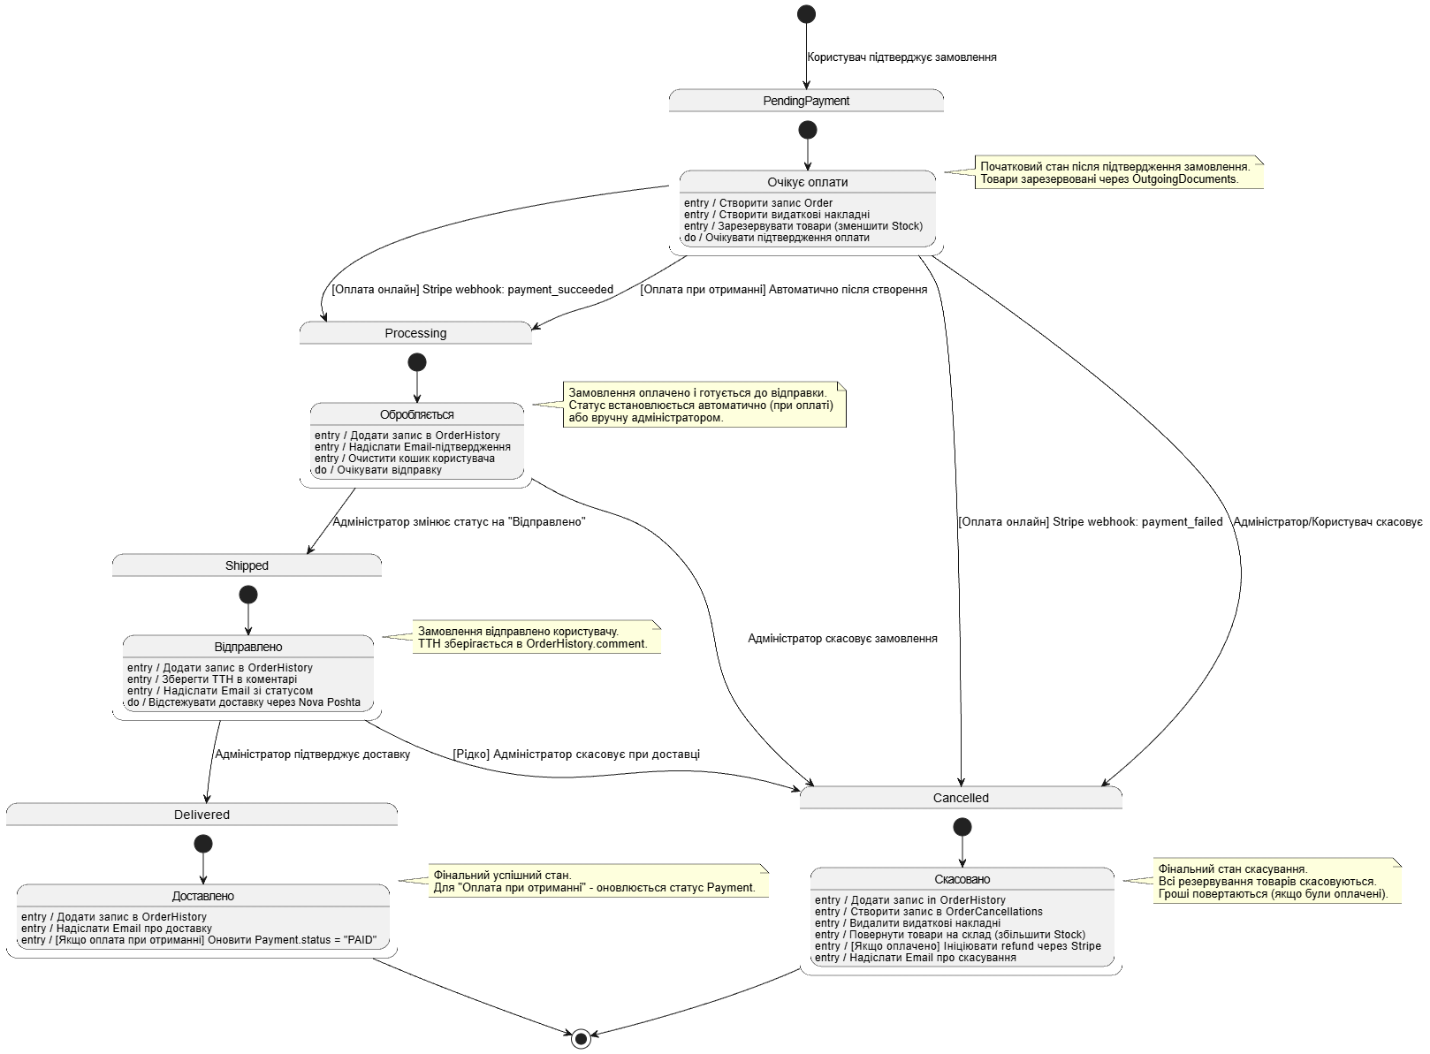 Користувач підтверджує замовлення
PendingPayment
Очікує оплати
entry / Створити запис Order
entry / Створити видаткові накладні
entry / Зарезервувати товари (зменшити Stock)
do / Очікувати підтвердження оплати
Початковий стан після підтвердження замовлення.
Товари зарезервовані через OutgoingDocuments.
[Оплата онлайн] Stripe webhook: payment_succeeded
[Оплата при отриманні] Автоматично після створення
Processing
Обробляється
entry / Додати запис в OrderHistory
entry / Надіслати Email-підтвердження
entry / Очистити кошик користувача
do / Очікувати відправку
Замовлення оплачено і готується до відправки.
Статус встановлюється автоматично (при оплаті)
або вручну адміністратором.
Адміністратор змінює статус на "Відправлено"
[Оплата онлайн] Stripe webhook: payment_failed
Адміністратор/Користувач скасовує
Shipped
Відправлено
entry / Додати запис в OrderHistory
entry / Зберегти ТТН в коментарі
entry / Надіслати Email зі статусом
do / Відстежувати доставку через Nova Poshta
Замовлення відправлено користувачу.
ТТН зберігається в OrderHistory.comment.
Адміністратор скасовує замовлення
Адміністратор підтверджує доставку
[Рідко] Адміністратор скасовує при доставці
Delivered
Доставлено
entry / Додати запис в OrderHistory
entry / Надіслати Email про доставку
entry / [Якщо оплата при отриманні] Оновити Payment.status = "PAID"
Фінальний успішний стан.
Для "Оплата при отриманні" - оновлюється статус Payment.
Cancelled
Скасовано
entry / Додати запис in OrderHistory
entry / Створити запис в OrderCancellations
entry / Видалити видаткові накладні
entry / Повернути товари на склад (збільшити Stock)
entry / [Якщо оплачено] Ініціювати refund через Stripe
entry / Надіслати Email про скасування
Фінальний стан скасування.
Всі резервування товарів скасовуються.
Гроші повертаються (якщо були оплачені).